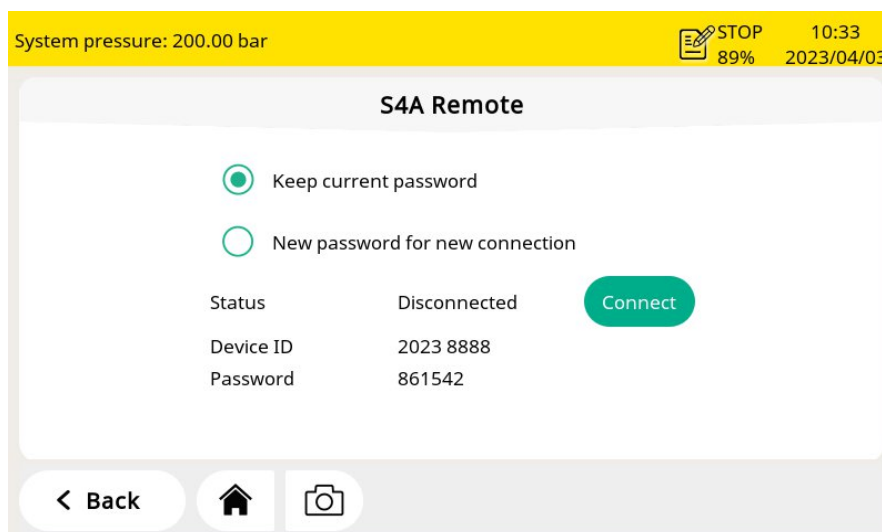 System pressure: 200.00 bar
STOP 10:33
89% 2023/04/03
S4A Remote
Keep current password
New password for new connection
Status Disconnected Connect
Device ID 2023 8888
Password 861542
< Back